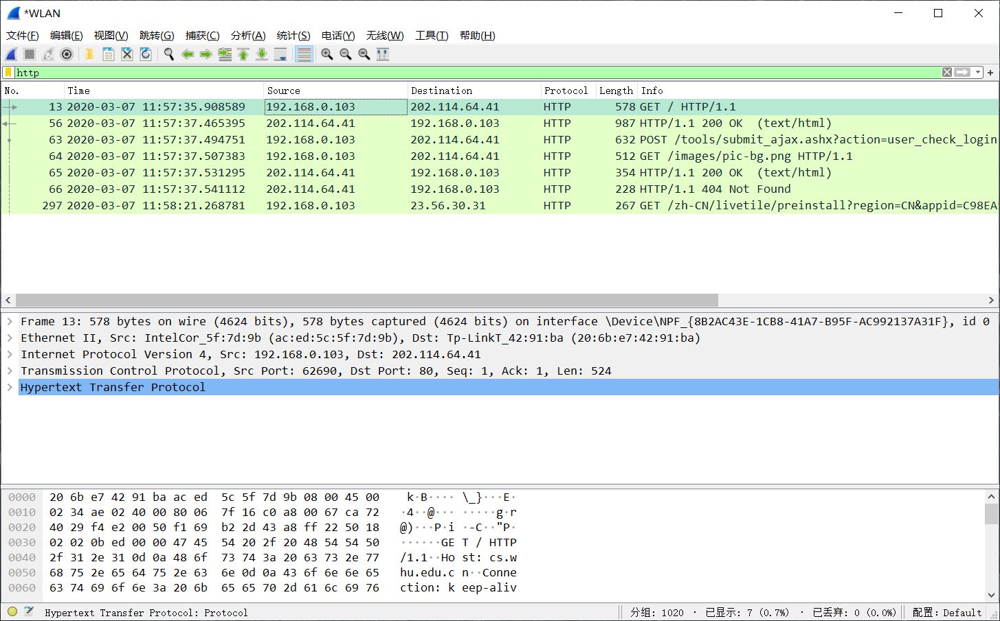 *WLAN
文件(F) 编辑(E) 视图(V) 跳转(G) 捕获(C) 分析(A) 统计(S) 电话(Y) 无线(W) 工具(T) 帮助(H)
http
No. Time Source Destination Protocol Length Info
13 2020-03-07 11:57:35.908589 192.168.0.103 202.114.64.41 HTTP 578 GET / HTTP/1.1
56 2020-03-07 11:57:37.465395 202.114.64.41 192.168.0.103 HTTP 987 HTTP/1.1 200 OK (text/html)
63 2020-03-07 11:57:37.494751 192.168.0.103 202.114.64.41 HTTP 632 POST /tools/submit_ajax.ashx?action=user_check_login
64 2020-03-07 11:57:37.507383 192.168.0.103 202.114.64.41 HTTP 512 GET /images/pic-bg.png HTTP/1.1
65 2020-03-07 11:57:37.531295 202.114.64.41 192.168.0.103 HTTP 354 HTTP/1.1 200 OK (text/html)
66 2020-03-07 11:57:37.541112 202.114.64.41 192.168.0.103 HTTP 228 HTTP/1.1 404 Not Found
297 2020-03-07 11:58:21.268781 192.168.0.103 23.56.30.31 HTTP 267 GET /zh-CN/livetile/preinstall?region=CN&appid=C98EA
Frame 13: 578 bytes on wire (4624 bits), 578 bytes captured (4624 bits) on interface \Device\NPF_{8B2AC43E-1CB8-41A7-B95F-AC992137A31F}, id 0
Ethernet II, Src: IntelCor_5f:7d:9b (ac:ed:5c:5f:7d:9b), Dst: Tp-LinkT_42:91:ba (20:6b:e7:42:91:ba)
Internet Protocol Version 4, Src: 192.168.0.103, Dst: 202.114.64.41
Transmission Control Protocol, Src Port: 62690, Dst Port: 80, Seq: 1, Ack: 1, Len: 524
Hypertext Transfer Protocol
0000 20 6b e7 42 91 ba ac ed 5c 5f 7d 9b 08 00 45 00 k·B···· \_}···E·
0010 02 34 ae 02 40 00 80 06 7f 16 c0 a8 00 67 ca 72 ·4··@··· ·····g·r
0020 40 29 f4 e2 00 50 f1 69 b2 2d 43 a8 ff 22 50 18 @)···P·i ·-C··"P·
0030 02 02 0b ed 00 00 47 45 54 20 2f 20 48 54 54 50 ······GE T / HTTP
0040 2f 31 2e 31 0d 0a 48 6f 73 74 3a 20 63 73 2e 77 /1.1··Ho st: cs.w
0050 68 75 2e 65 64 75 2e 63 6e 0d 0a 43 6f 6e 6e 65 hu.edu.c n··Conne
0060 63 74 69 6f 6e 3a 20 6b 65 65 70 2d 61 6c 69 76 ction: k eep-aliv
Hypertext Transfer Protocol: Protocol 分组: 1020 · 已显示: 7 (0.7%) · 已丢弃: 0 (0.0%) 配置: Default